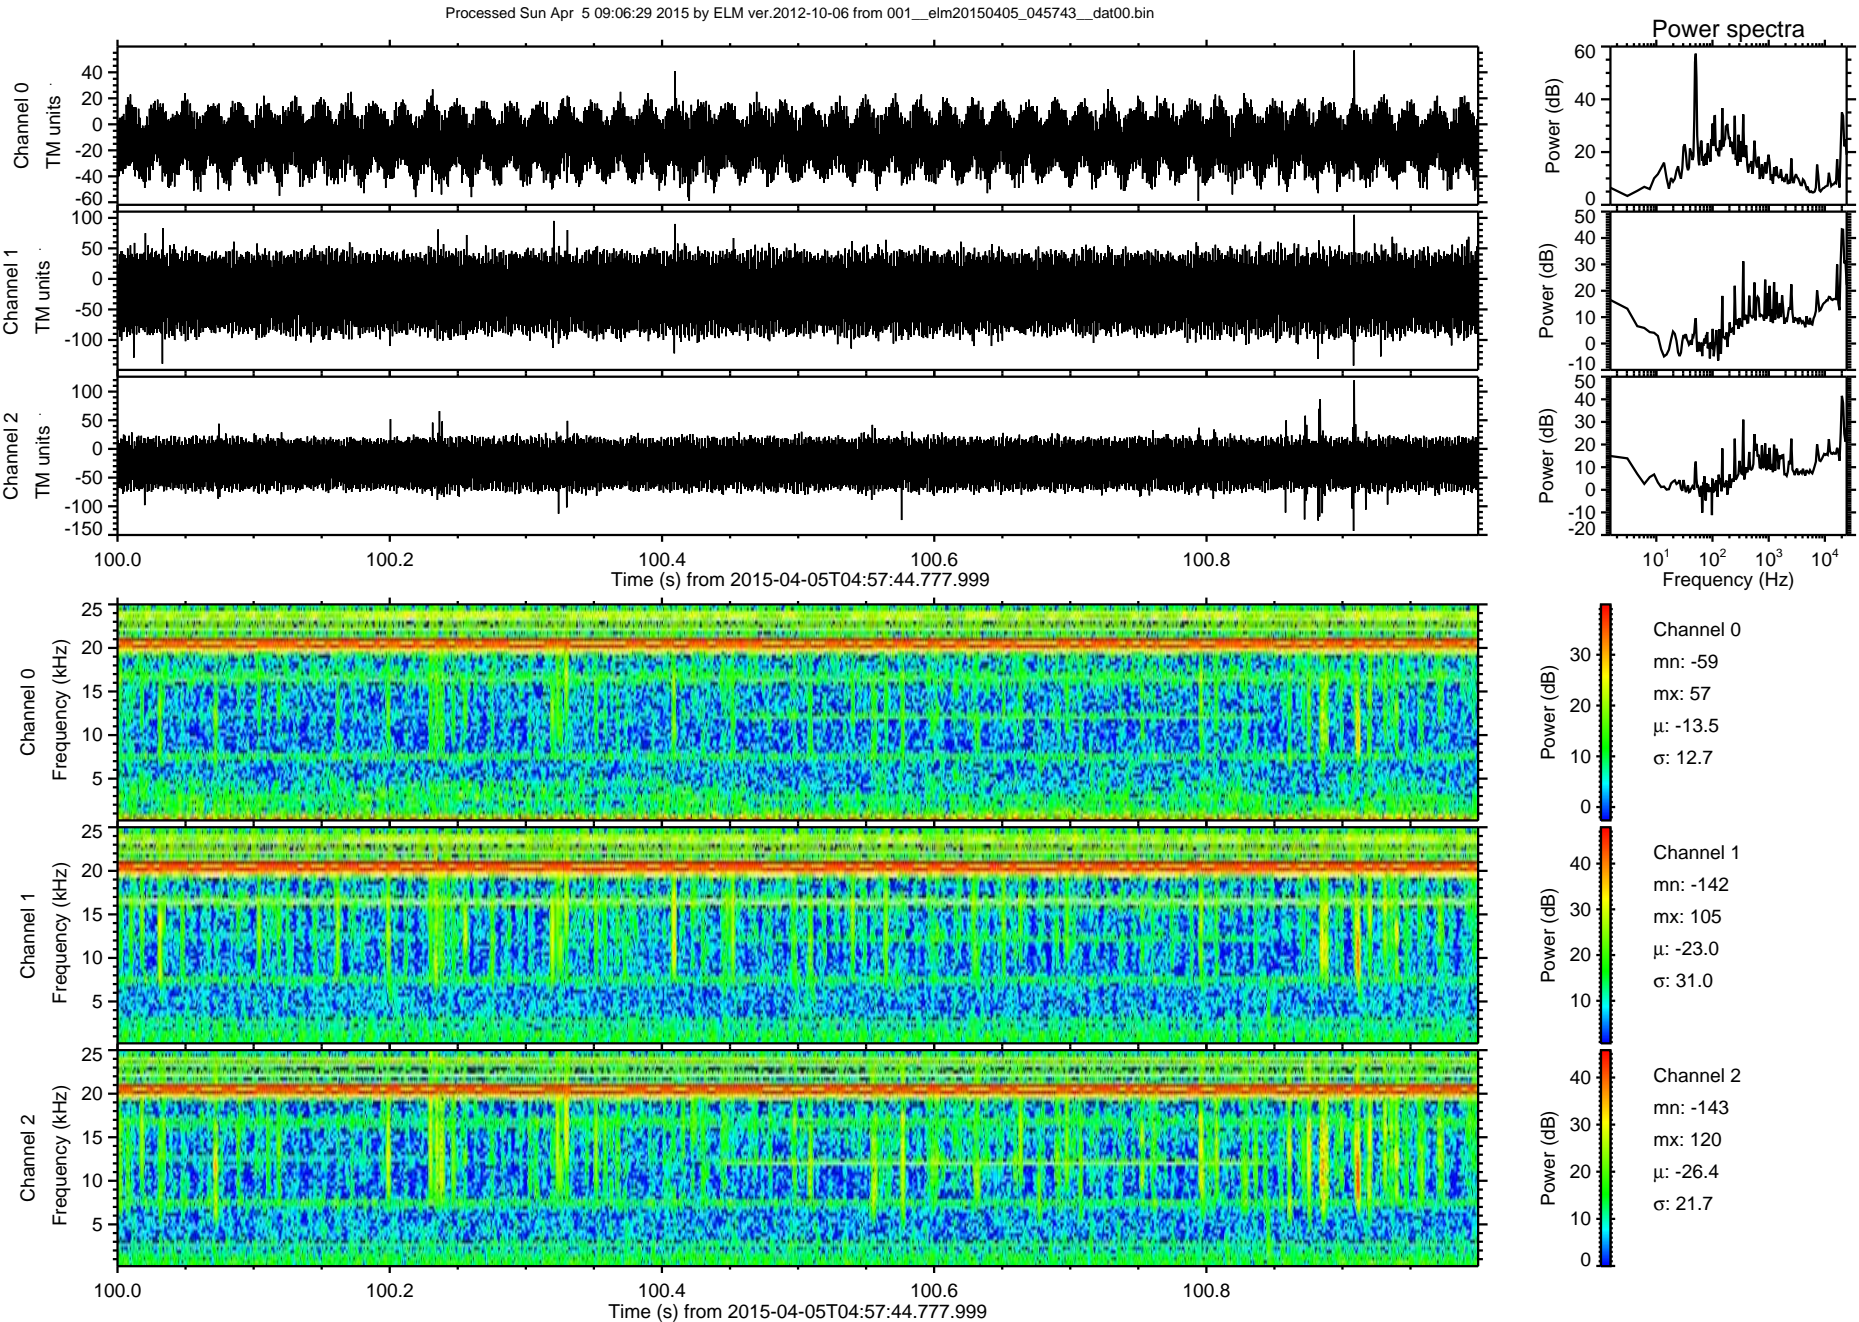 Processed Sun Apr 5 09:06:29 2015 by ELM ver.2012-10-06 from 001__elm20150405_045743__dat00.bin
Power spectra
Channel 0
TM units
40
20
0
-20
-40
-60
Power (dB)
60
40
20
0
Channel 1
TM units
100
50
0
-50
-100
Power (dB)
50
40
30
20
10
0
-10
Channel 2
TM units
100
50
0
-50
-100
-150
Power (dB)
50
40
30
20
10
0
-10
-20
100.0 100.2 100.4 100.6 100.8
Time (s) from 2015-04-05T04:57:44.777.999
10^1 10^2 10^3 10^4
Frequency (Hz)
Channel 0
Frequency (kHz)
25
20
15
10
5
Power (dB)
30
20
10
0
Channel 0
mn: -59
mx: 57
μ: -13.5
σ: 12.7
Channel 1
Frequency (kHz)
25
20
15
10
5
Power (dB)
40
30
20
10
Channel 1
mn: -142
mx: 105
μ: -23.0
σ: 31.0
Channel 2
Frequency (kHz)
25
20
15
10
5
Power (dB)
40
30
20
10
0
Channel 2
mn: -143
mx: 120
μ: -26.4
σ: 21.7
100.0 100.2 100.4 100.6 100.8
Time (s) from 2015-04-05T04:57:44.777.999